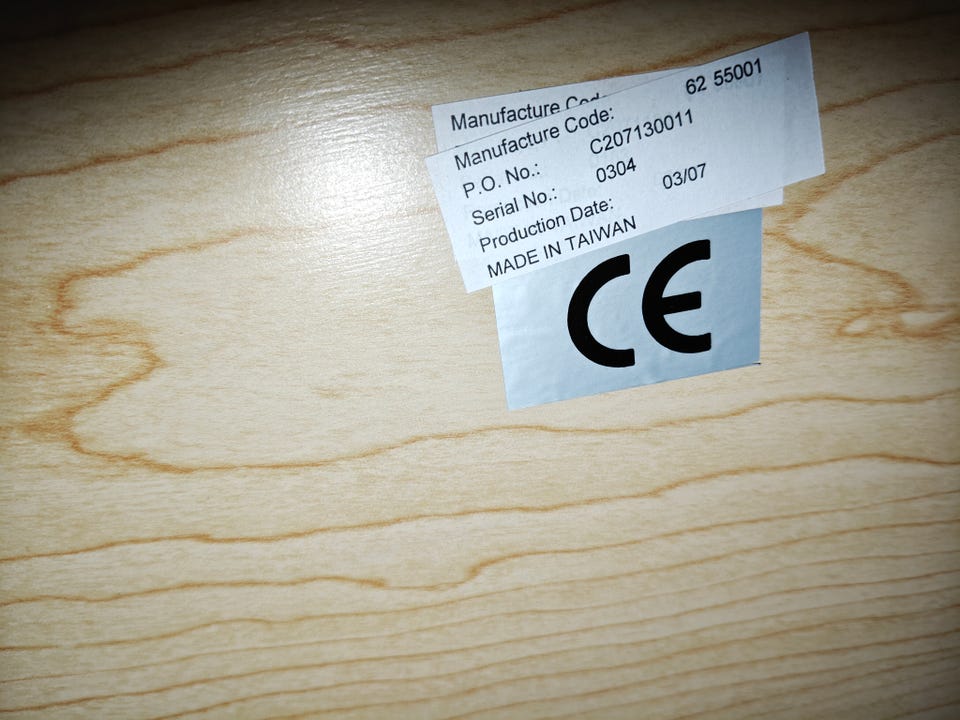 Manufacture Code
Manufacture Code: 62 55001
P.O. No.: C207130011
Serial No.: 0304
Production Date: 03/07
MADE IN TAIWAN
CE